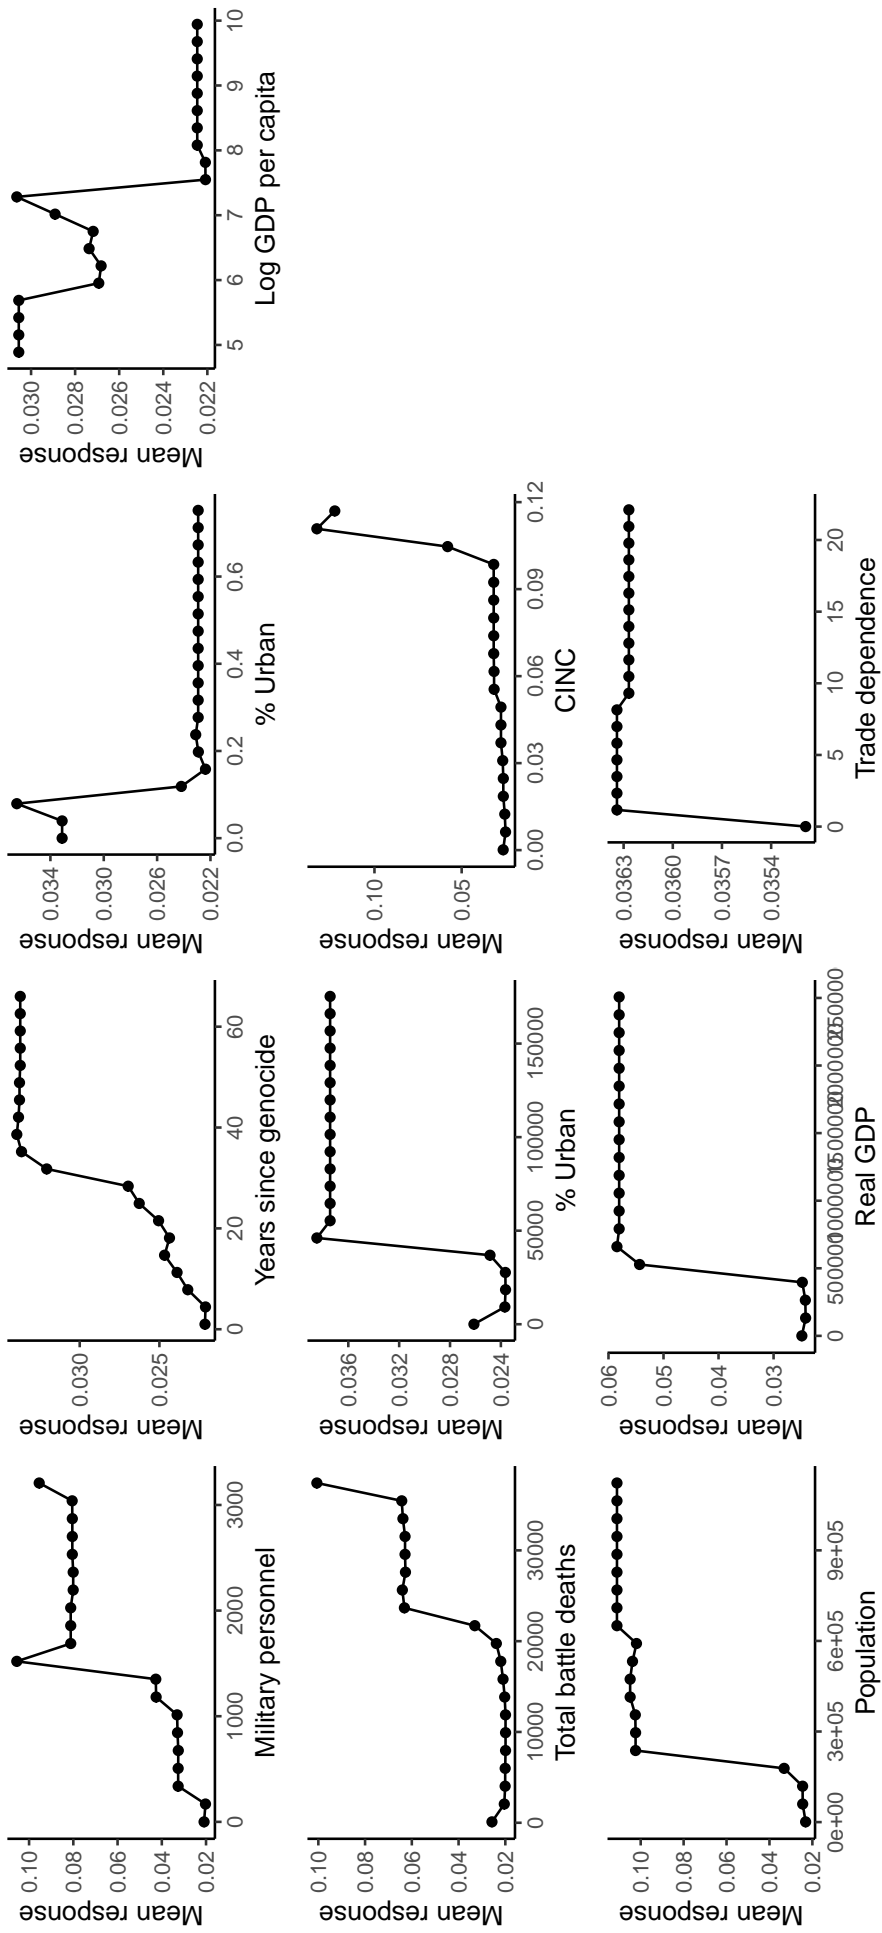 Mean response
0.10
0.08
0.06
0.04
0.02
0 1000 2000 3000
Military personnel
Mean response
0.030
0.025
0 20 40 60
Years since genocide
Mean response
0.034
0.030
0.026
0.022
0.0 0.2 0.4 0.6
% Urban
Mean response
0.030
0.028
0.026
0.024
0.022
5 6 7 8 9 10
Log GDP per capita
Mean response
0.10
0.08
0.06
0.04
0.02
0 10000 20000 30000
Total battle deaths
Mean response
0.036
0.032
0.028
0.024
0 50000 100000 150000
% Urban
Mean response
0.10
0.05
0.00 0.03 0.06 0.09 0.12
CINC
Mean response
0.10
0.08
0.06
0.04
0.02
0e+00 3e+05 6e+05 9e+05
Population
Mean response
0.06
0.05
0.04
0.03
0 500000 1000000 1500000 2000000 2500000
Real GDP
Mean response
0.0363
0.0360
0.0357
0.0354
0 5 10 15 20
Trade dependence